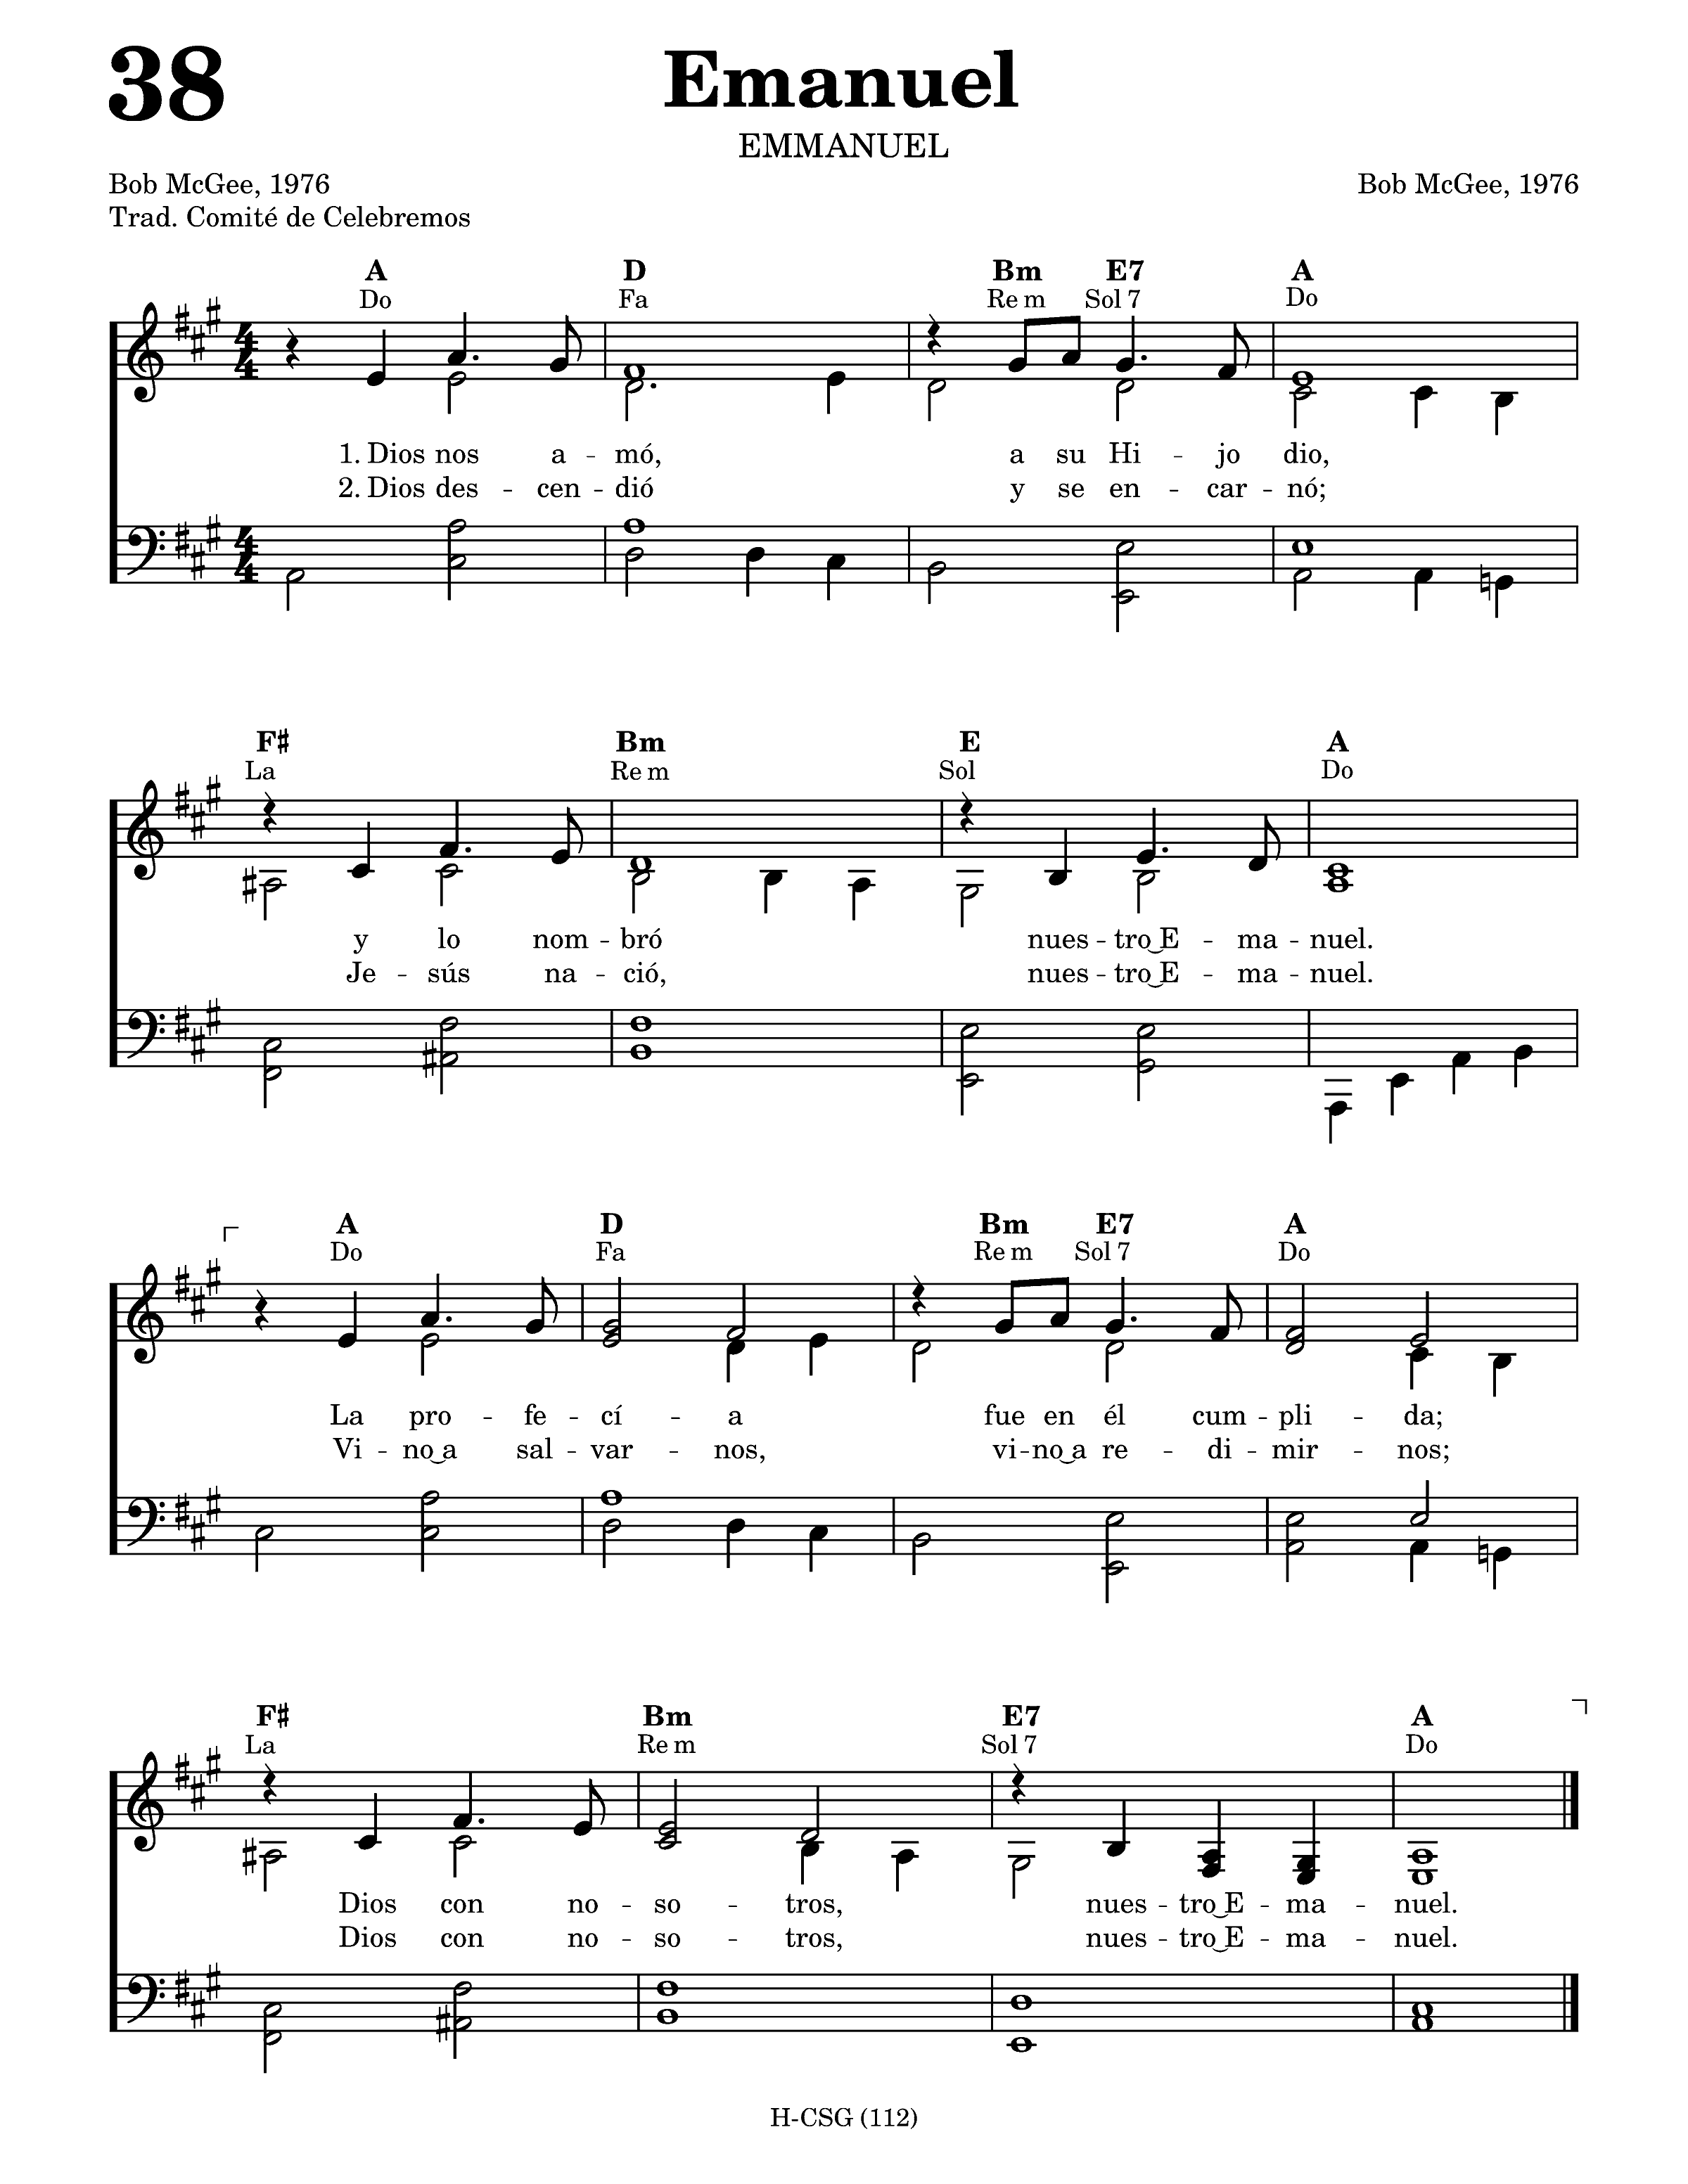 38
Emanuel
EMMANUEL
Bob McGee, 1976
Bob McGee, 1976
Trad. Comité de Celebremos
A D Bm E7 A
Do Fa Re m Sol 7 Do
1. Dios nos a – mó, a su Hi – jo dio,
2. Dios des – cen – dió y se en – car – nó;
F♯ Bm E A
La Re m Sol Do
y lo nom – bró nues – tro‿E – ma – nuel.
Je – sús na – ció, nues – tro‿E – ma – nuel.
A D Bm E7 A
Do Fa Re m Sol 7 Do
La pro – fe – cí – a fue en él cum – pli – da;
Vi – no‿a sal – var – nos, vi – no‿a re – di – mir – nos;
F♯ Bm E7 A
La Re m Sol 7 Do
Dios con no – so – tros, nues – tro‿E – ma – nuel.
Dios con no – so – tros, nues – tro‿E – ma – nuel.
H-CSG (112)